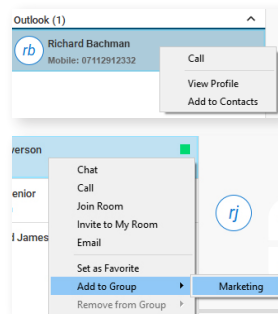 Outlook (1)
rb
Richard Bachman
Mobile: 07112912332
Call
View Profile
Add to Contacts
verson
enior
James
Chat
Call
Join Room
Invite to My Room
Email
Set as Favorite
Add to Group
Remove from Group
Marketing
rj